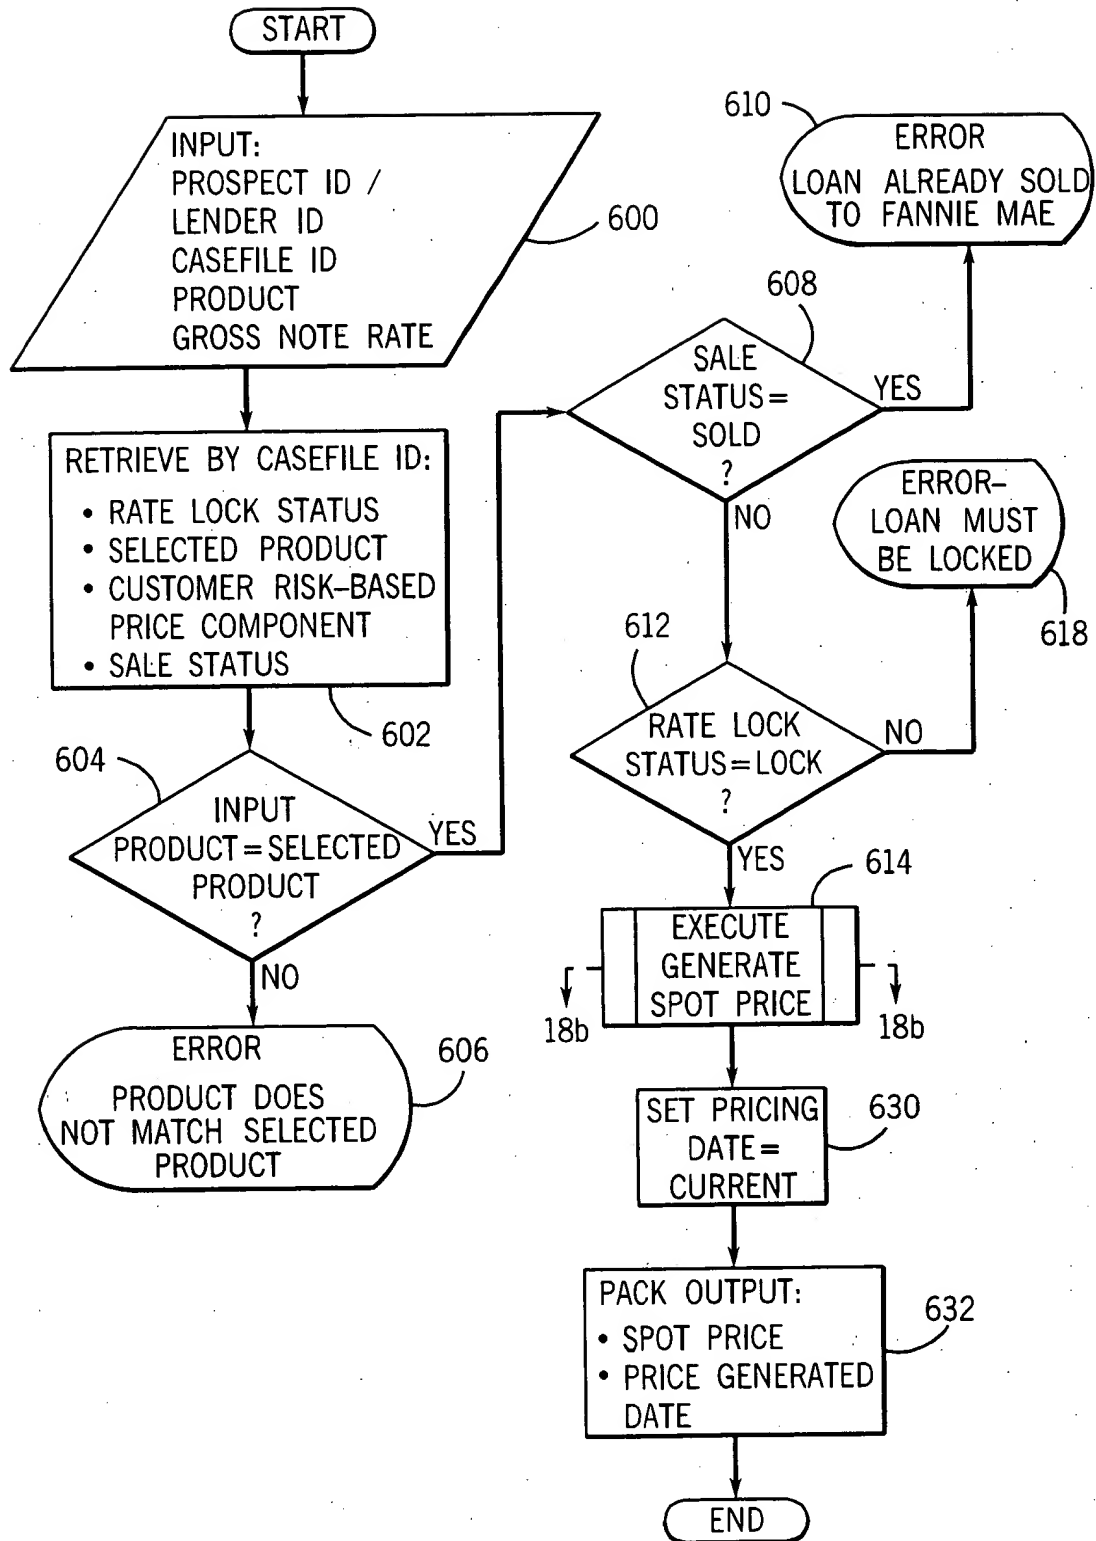 START
INPUT:
PROSPECT ID /
LENDER ID
CASEFILE ID
PRODUCT
GROSS NOTE RATE
600
RETRIEVE BY CASEFILE ID:
• RATE LOCK STATUS
• SELECTED PRODUCT
• CUSTOMER RISK-BASED
PRICE COMPONENT
• SALE STATUS
602
604
INPUT
PRODUCT=SELECTED
PRODUCT
?
YES
NO
ERROR
PRODUCT DOES
NOT MATCH SELECTED
PRODUCT
606
608
SALE
STATUS=
SOLD
?
YES
NO
610
ERROR
LOAN ALREADY SOLD
TO FANNIE MAE
612
RATE LOCK
STATUS=LOCK
?
NO
YES
ERROR-
LOAN MUST
BE LOCKED
618
614
EXECUTE
GENERATE
SPOT PRICE
18b
18b
SET PRICING
DATE=
CURRENT
630
PACK OUTPUT:
• SPOT PRICE
• PRICE GENERATED
DATE
632
END